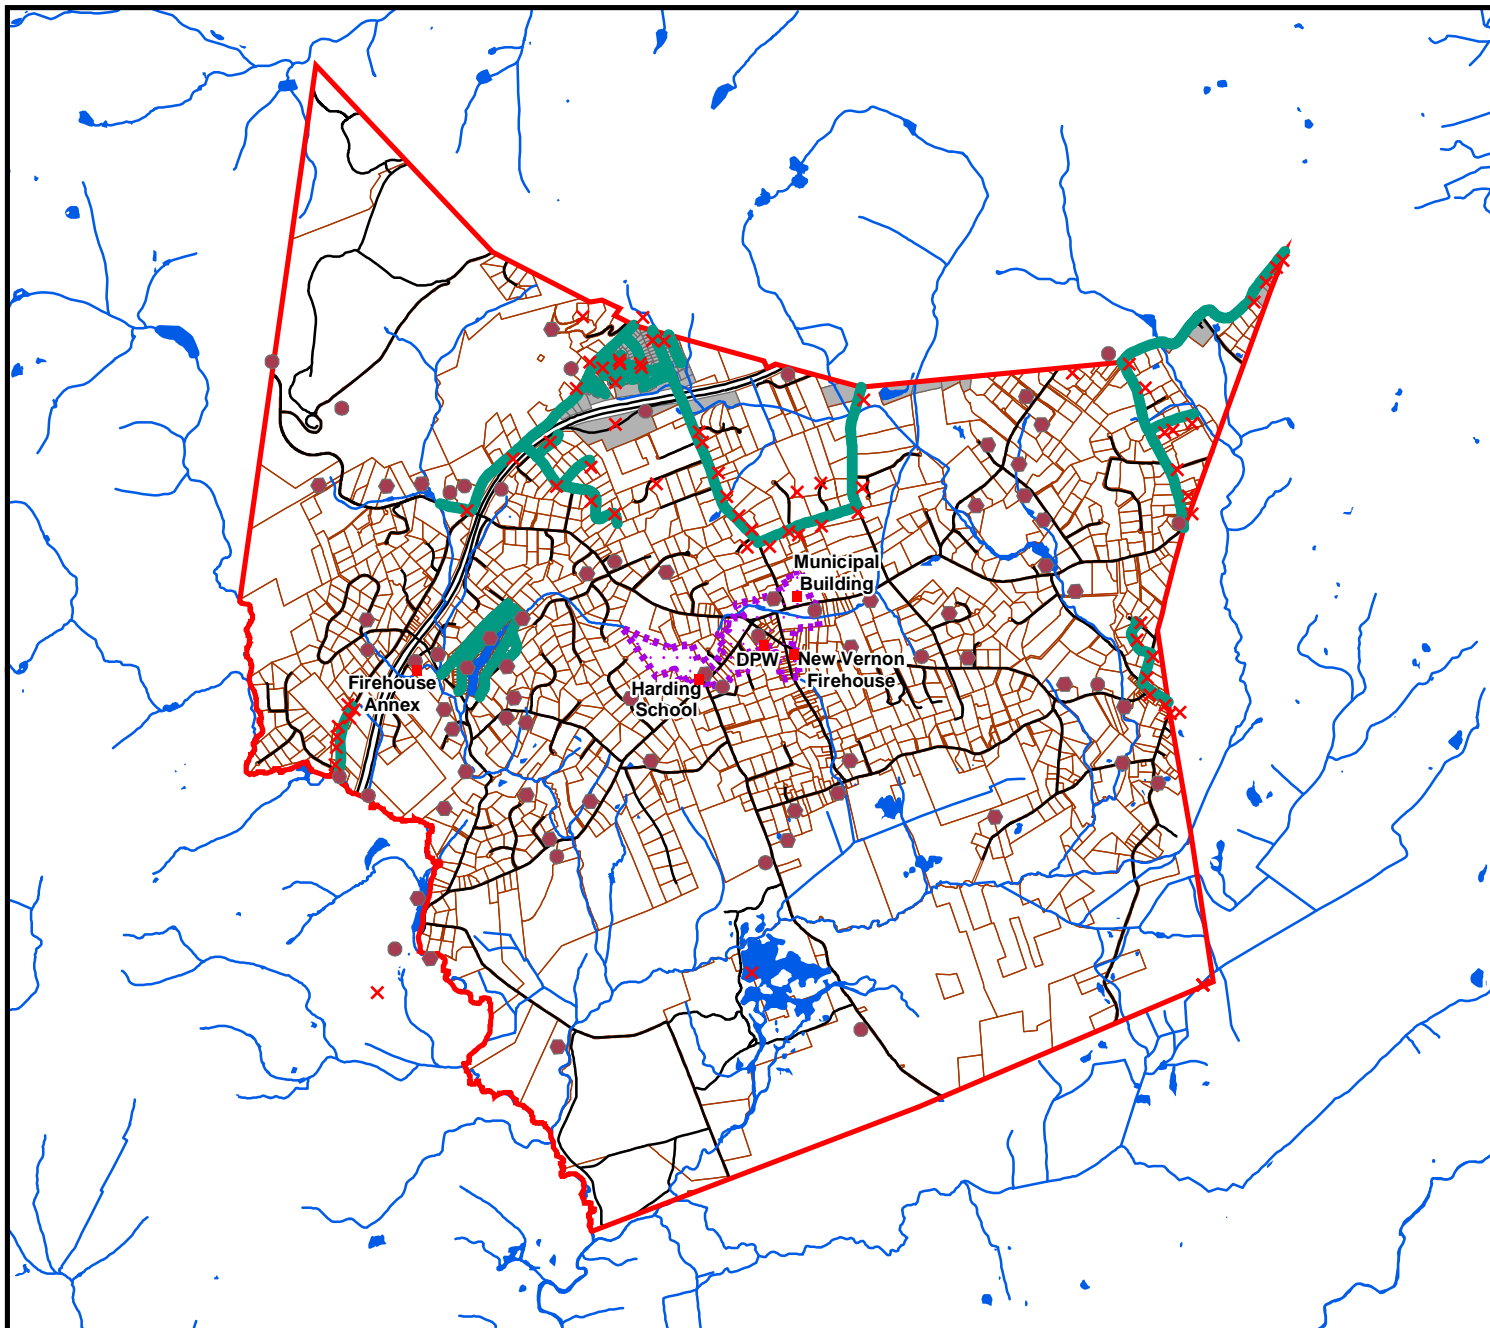 Municipal
Building
DPW
New Vernon
Firehouse
Harding
School
Firehouse
Annex